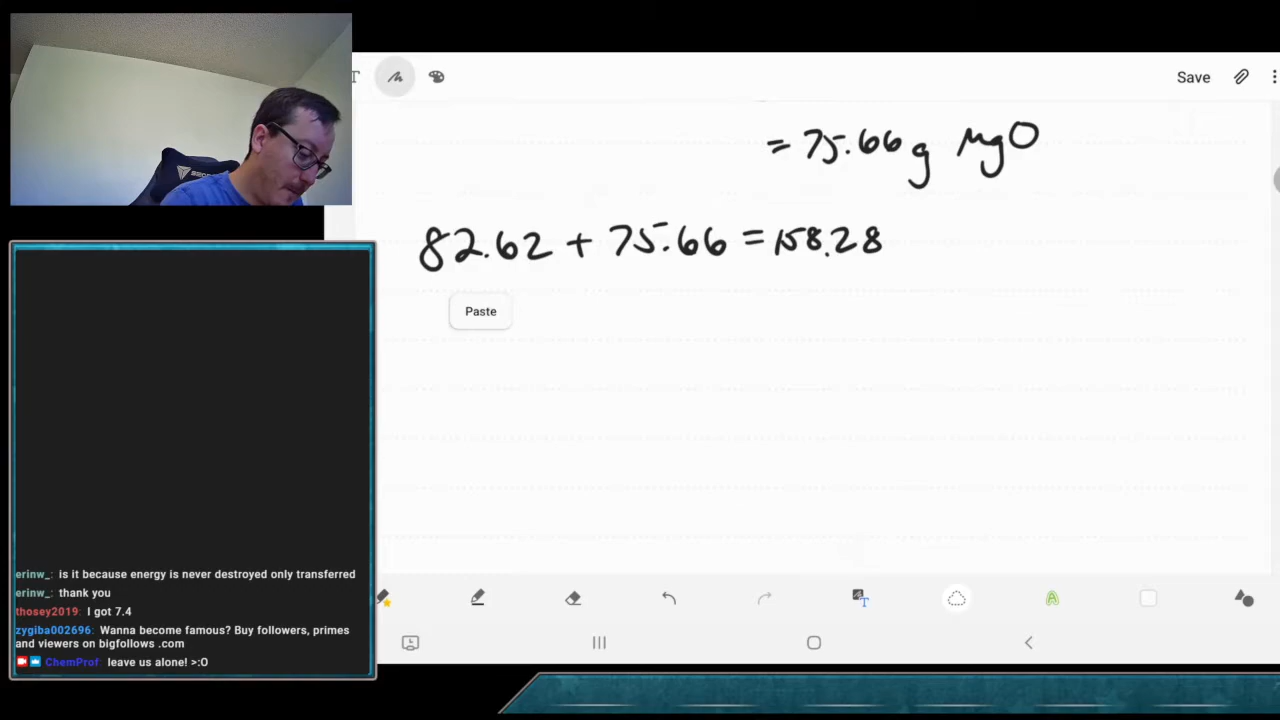 T
Save
= 75.66 g MgO
82.62 + 75.66 = 158.28
Paste
erinw_: is it because energy is never destroyed only transferred
erinw_: thank you
thosey2019: I got 7.4
zygiba002696: Wanna become famous? Buy followers, primes
and viewers on bigfollows .com
ChemProf: leave us alone! >:O
T
A